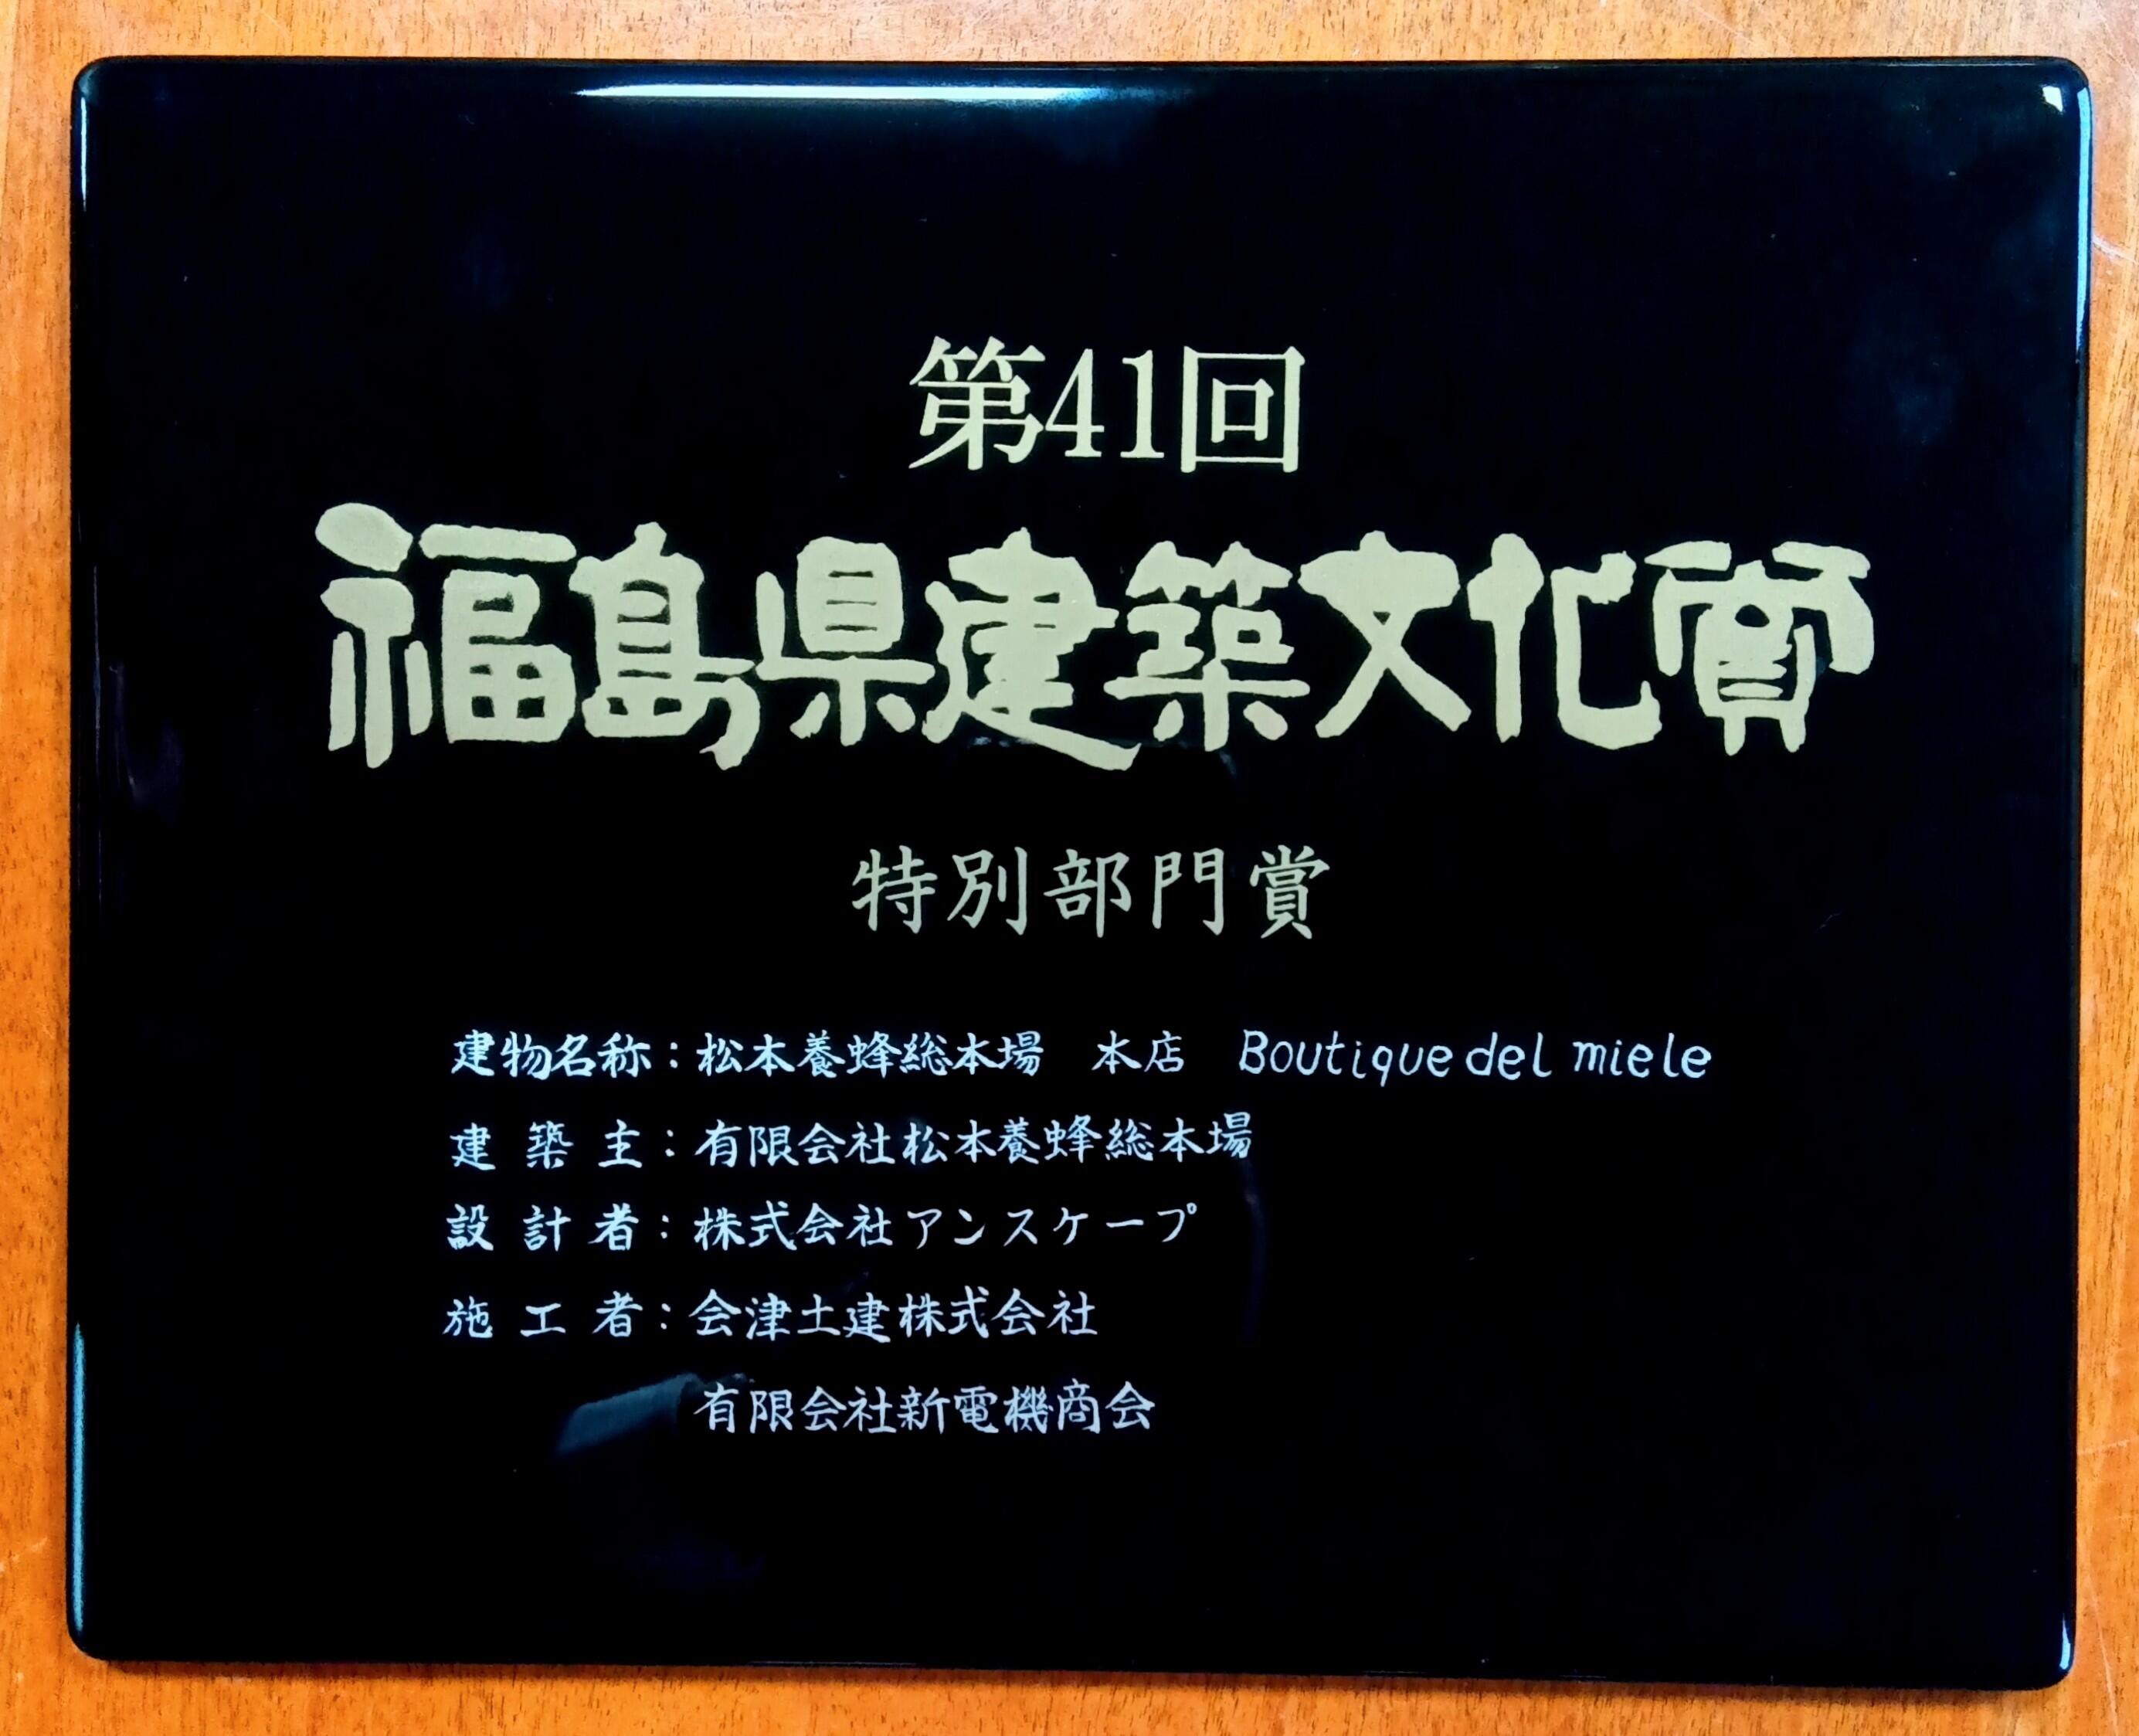 第41回
福島県建築文化賞
特別部門賞
建物名称：松本養蜂総本場　本店　Boutique del miele
建築主：有限会社松本養蜂総本場
設計者：株式会社アンスケープ
施工者：会津土建株式会社
有限会社新電機商会